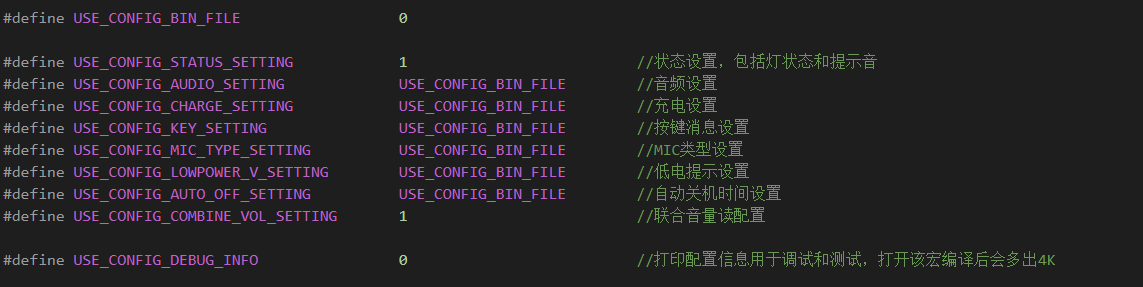 #define USE_CONFIG_BIN_FILE 0
#define USE_CONFIG_STATUS_SETTING 1 //状态设置，包括灯状态和提示音
#define USE_CONFIG_AUDIO_SETTING USE_CONFIG_BIN_FILE //音频设置
#define USE_CONFIG_CHARGE_SETTING USE_CONFIG_BIN_FILE //充电设置
#define USE_CONFIG_KEY_SETTING USE_CONFIG_BIN_FILE //按键消息设置
#define USE_CONFIG_MIC_TYPE_SETTING USE_CONFIG_BIN_FILE //MIC类型设置
#define USE_CONFIG_LOWPOWER_V_SETTING USE_CONFIG_BIN_FILE //低电提示设置
#define USE_CONFIG_AUTO_OFF_SETTING USE_CONFIG_BIN_FILE //自动关机时间设置
#define USE_CONFIG_COMBINE_VOL_SETTING 1 //联合音量读配置
#define USE_CONFIG_DEBUG_INFO 0 //打印配置信息用于调试和测试，打开该宏编译后会多出4K